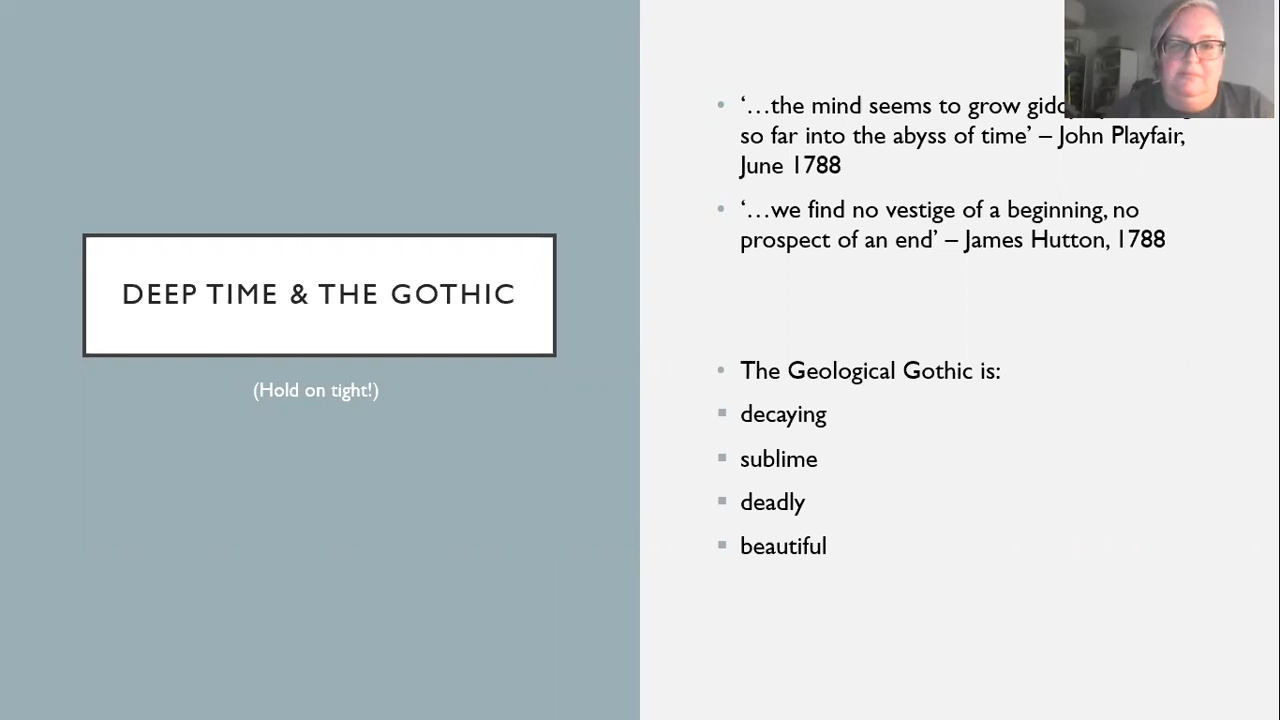 DEEP TIME & THE GOTHIC
(Hold on tight!)
• ‘…the mind seems to grow
so far into the abyss of time’ – John Playfair,
June 1788
• ‘…we find no vestige of a beginning, no
prospect of an end’ – James Hutton, 1788
• The Geological Gothic is:
▪ decaying
▪ sublime
▪ deadly
▪ beautiful